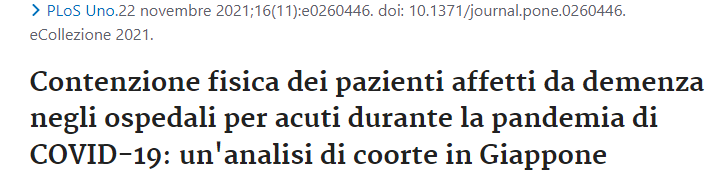 PLoS Uno.22 novembre 2021;16(11):e0260446. doi: 10.1371/journal.pone.0260446.
eCollezione 2021.
Contenzione fisica dei pazienti affetti da demenza
negli ospedali per acuti durante la pandemia di
COVID-19: un'analisi di coorte in Giappone